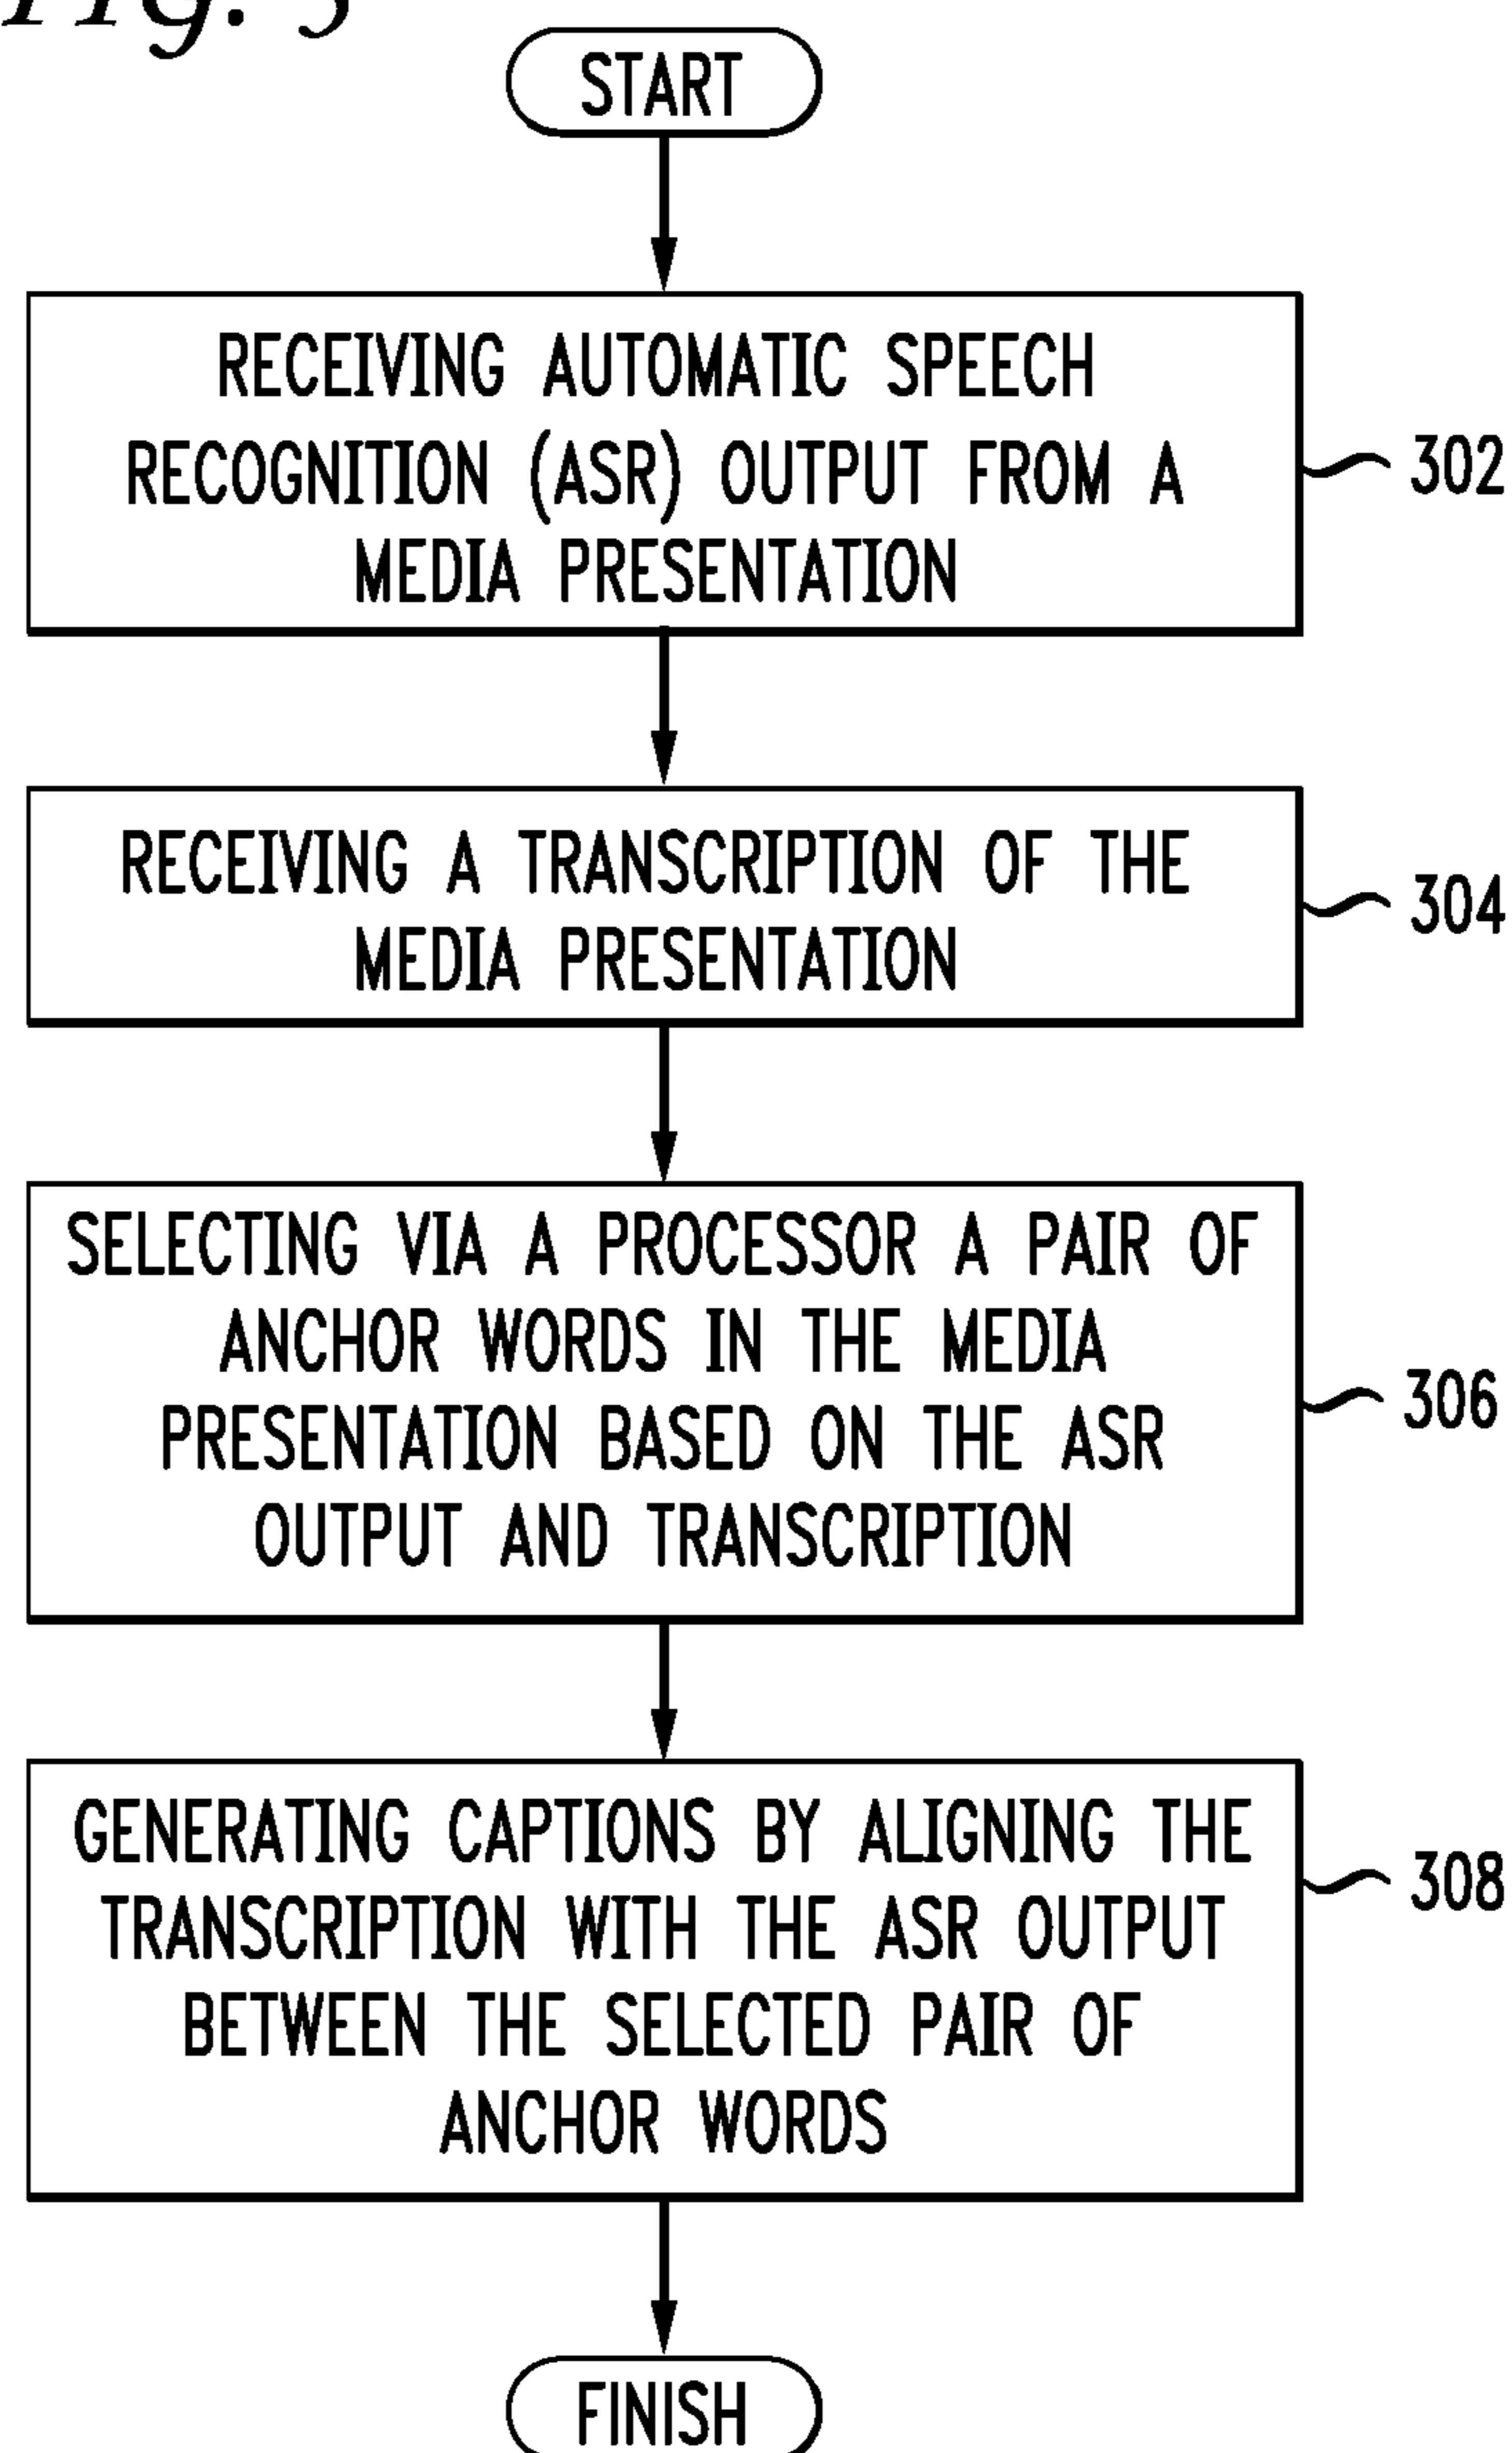 Fig. 3
START
RECEIVING AUTOMATIC SPEECH
RECOGNITION (ASR) OUTPUT FROM A
MEDIA PRESENTATION
302
RECEIVING A TRANSCRIPTION OF THE
MEDIA PRESENTATION
304
SELECTING VIA A PROCESSOR A PAIR OF
ANCHOR WORDS IN THE MEDIA
PRESENTATION BASED ON THE ASR
OUTPUT AND TRANSCRIPTION
306
GENERATING CAPTIONS BY ALIGNING THE
TRANSCRIPTION WITH THE ASR OUTPUT
BETWEEN THE SELECTED PAIR OF
ANCHOR WORDS
308
FINISH